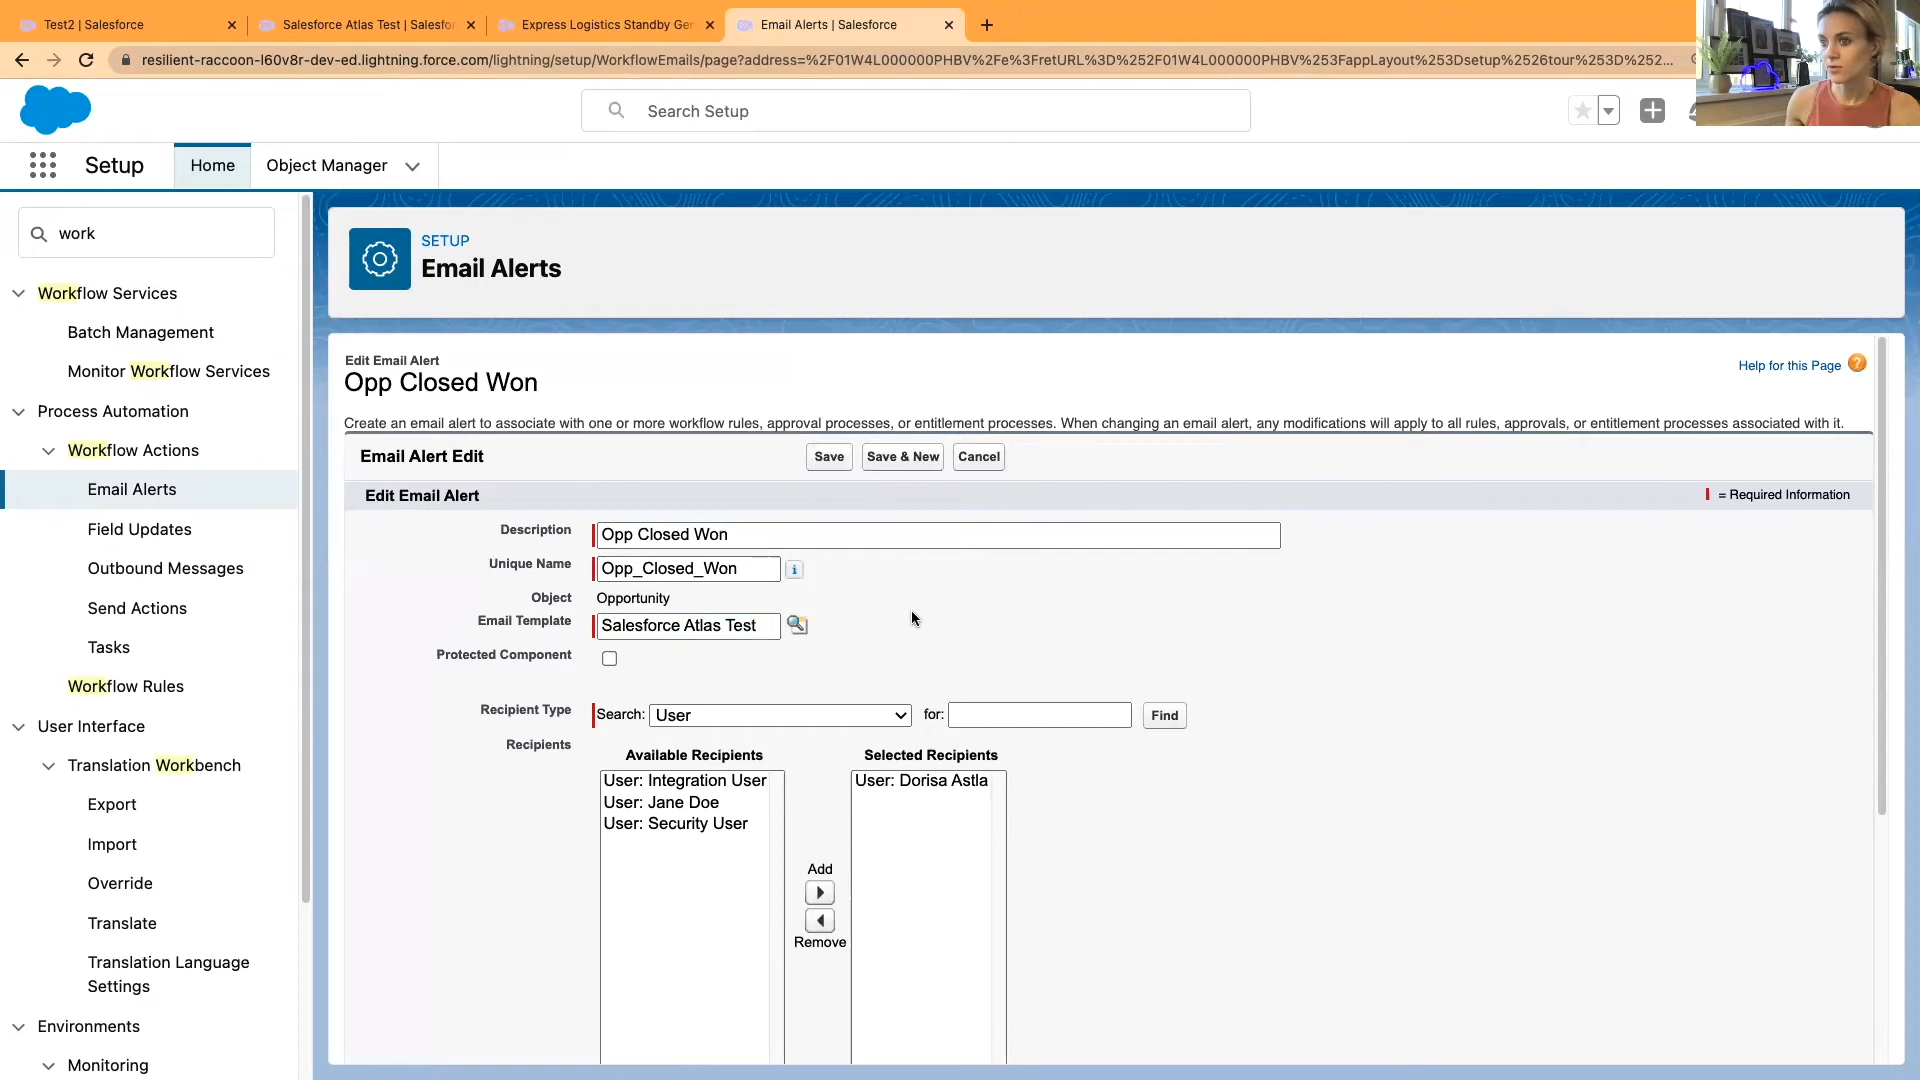 Test2 | Salesforce
Salesforce Atlas Test | Salesfor
Express Logistics Standby Ger
Email Alerts | Salesforce
resilient-raccoon-l60v8r-dev-ed.lightning.force.com/lightning/setup/WorkflowEmails/page?address=%2F01W4L000000PHBV%2Fe%3FretURL%3D%252F01W4L000000PHBV%253FappLayout%253Dsetup%2526tour%253D%252...
Search Setup
Setup
Home
Object Manager
work
Workflow Services
Batch Management
Monitor Workflow Services
Process Automation
Workflow Actions
Email Alerts
Field Updates
Outbound Messages
Send Actions
Tasks
Workflow Rules
User Interface
Translation Workbench
Export
Import
Override
Translate
Translation Language
Settings
Environments
Monitoring
SETUP
Email Alerts
Edit Email Alert
Opp Closed Won
Help for this Page
Create an email alert to associate with one or more workflow rules, approval processes, or entitlement processes. When changing an email alert, any modifications will apply to all rules, approvals, or entitlement processes associated with it.
Email Alert Edit
Save
Save & New
Cancel
Edit Email Alert
= Required Information
Description
Opp Closed Won
Unique Name
Opp_Closed_Won
Object
Opportunity
Email Template
Salesforce Atlas Test
Protected Component
Recipient Type
Search:
User
for:
Find
Recipients
Available Recipients
Selected Recipients
User: Integration User
User: Jane Doe
User: Security User
User: Dorisa Astla
Add
Remove